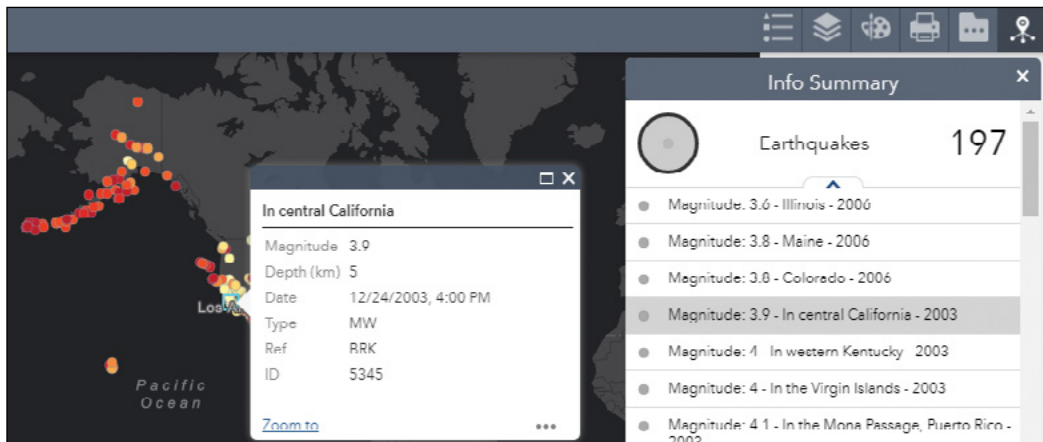 Info Summary
Earthquakes 197
Magnitude: 3.6 - Illinois - 2006
Magnitude: 3.8 - Maine - 2006
Magnitude: 3.8 - Colorado - 2006
Magnitude: 3.9 - In central California - 2003
Magnitude: 4 - In western Kentucky - 2003
Magnitude: 4 - In the Virgin Islands - 2003
Magnitude: 4.1 - In the Mona Passage, Puerto Rico -
2003
In central California
Magnitude 3.9
Depth (km) 5
Date 12/24/2003, 4:00 PM
Type MW
Ref BRK
ID 5345
Zoom to
Los A
Pacific
Ocean